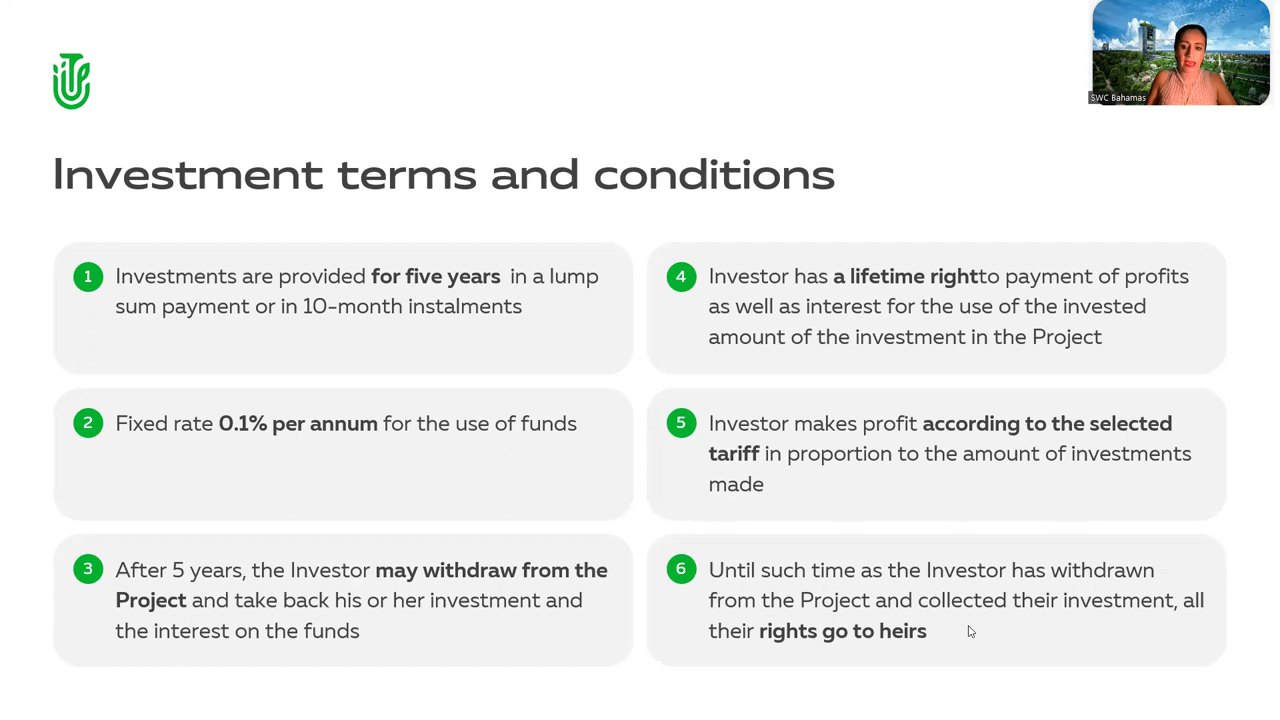 SWC Bahamas
Investment terms and conditions
1
Investments are provided for five years in a lump
sum payment or in 10-month instalments
2
Fixed rate 0.1% per annum for the use of funds
3
After 5 years, the Investor may withdraw from the
Project and take back his or her investment and
the interest on the funds
4
Investor has a lifetime rightto payment of profits
as well as interest for the use of the invested
amount of the investment in the Project
5
Investor makes profit according to the selected
tariff in proportion to the amount of investments
made
6
Until such time as the Investor has withdrawn
from the Project and collected their investment, all
their rights go to heirs